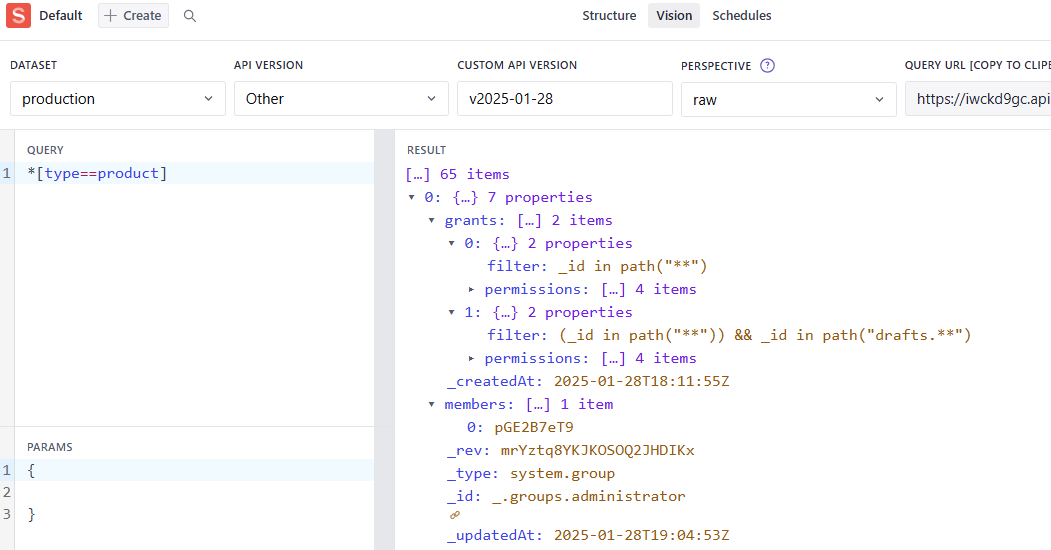 S Default + Create Structure Vision Schedules
DATASET API VERSION CUSTOM API VERSION PERSPECTIVE ? QUERY URL [COPY TO CLIPB
production Other v2025-01-28 raw https://iwckd9gc.api
QUERY
1 *[type==product]
RESULT
[…] 65 items
0: {…} 7 properties
grants: […] 2 items
0: {…} 2 properties
filter: _id in path("**")
permissions: […] 4 items
1: {…} 2 properties
filter: (_id in path("**")) && _id in path("drafts.**")
permissions: […] 4 items
_createdAt: 2025-01-28T18:11:55Z
members: […] 1 item
0: pGE2B7eT9
_rev: mrYztq8YKJKOSOQ2JHDIKx
_type: system.group
_id: _.groups.administrator
_updatedAt: 2025-01-28T19:04:53Z
PARAMS
1 {
2
3 }